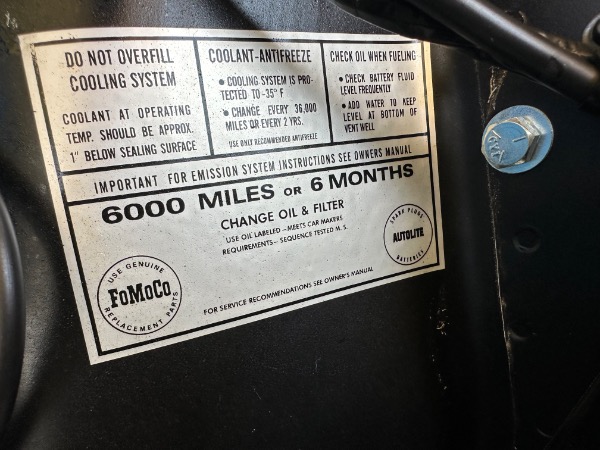 DO NOT OVERFILL
COOLING SYSTEM
COOLANT AT OPERATING
TEMP. SHOULD BE APPROX.
1" BELOW SEALING SURFACE
COOLANT-ANTIFREEZE
• COOLING SYSTEM IS PRO-
TECTED TO -35° F
• CHANGE EVERY 36,000
MILES OR EVERY 2 YRS.
USE ONLY RECOMMENDED ANTIFREEZE
CHECK OIL WHEN FUELING
• CHECK BATTERY FLUID
LEVEL FREQUENTLY
• ADD WATER TO KEEP
LEVEL AT BOTTOM OF
VENT WELL
IMPORTANT FOR EMISSION SYSTEM INSTRUCTIONS SEE OWNERS MANUAL
6000 MILES OR 6 MONTHS
CHANGE OIL & FILTER
USE OIL LABELED -MEETS CAR MAKERS
REQUIREMENTS- SEQUENCE TESTED M. S.
USE GENUINE
FoMoCo
REPLACEMENT PARTS
SPARK PLUGS
AUTOLITE
BATTERIES
FOR SERVICE RECOMMENDATIONS SEE OWNER'S MANUAL